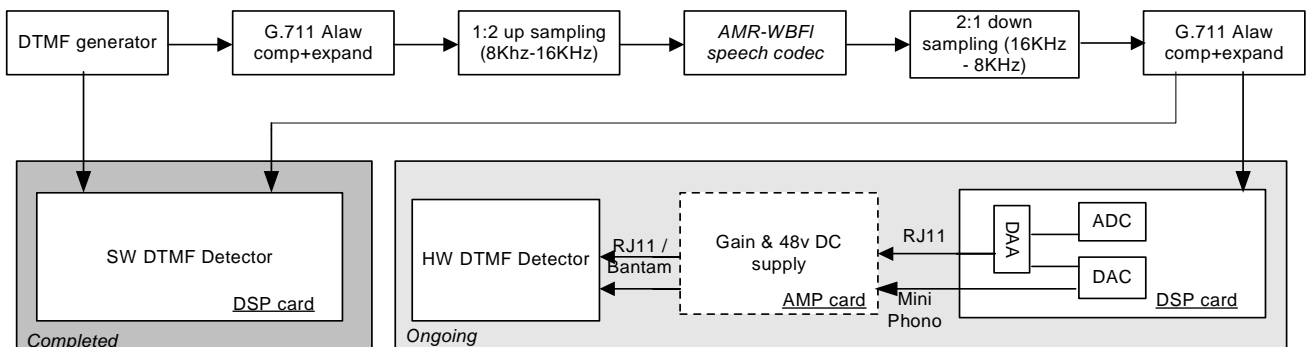 DTMF generator
G.711 Alaw
comp+expand
1:2 up sampling
(8Khz-16KHz)
AMR-WBFI
speech codec
2:1 down
sampling (16KHz
- 8KHz)
G.711 Alaw
comp+expand
SW DTMF Detector
DSP card
Completed
HW DTMF Detector
RJ11 /
Bantam
Gain & 48v DC
supply
AMP card
RJ11
Mini
Phono
DAA
ADC
DAC
DSP card
Ongoing